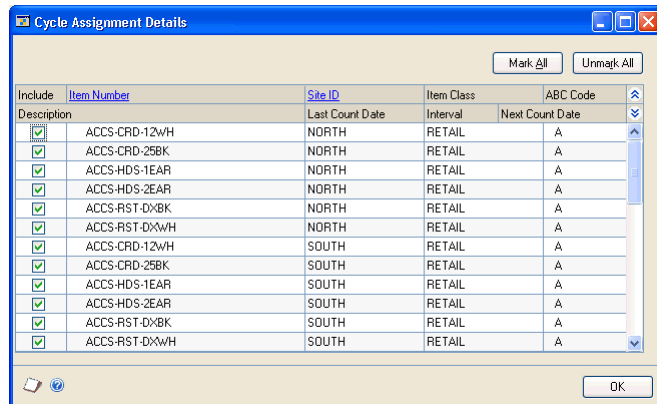 Cycle Assignment Details
Mark All Unmark All
Include Item Number Site ID Item Class ABC Code
Description Last Count Date Interval Next Count Date
ACCS-CRD-12WH NORTH RETAIL A
ACCS-CRD-25BK NORTH RETAIL A
ACCS-HDS-1EAR NORTH RETAIL A
ACCS-HDS-2EAR NORTH RETAIL A
ACCS-RST-DXBK NORTH RETAIL A
ACCS-RST-DXWH NORTH RETAIL A
ACCS-CRD-12WH SOUTH RETAIL A
ACCS-CRD-25BK SOUTH RETAIL A
ACCS-HDS-1EAR SOUTH RETAIL A
ACCS-HDS-2EAR SOUTH RETAIL A
ACCS-RST-DXBK SOUTH RETAIL A
ACCS-RST-DXWH SOUTH RETAIL A
OK